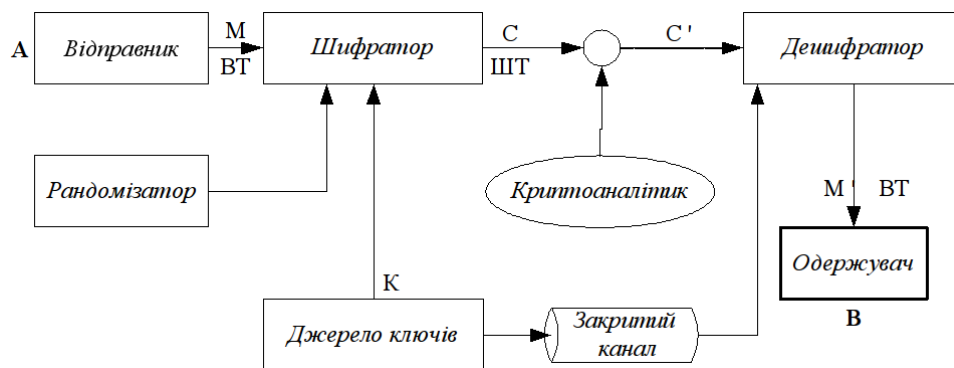 A
Відправник
М
ВТ
Шифратор
С
ШТ
С '
Дешифратор
Рандомізатор
Криптоаналітик
М '
ВТ
Одержувач
В
К
Джерело ключів
Закритий
канал